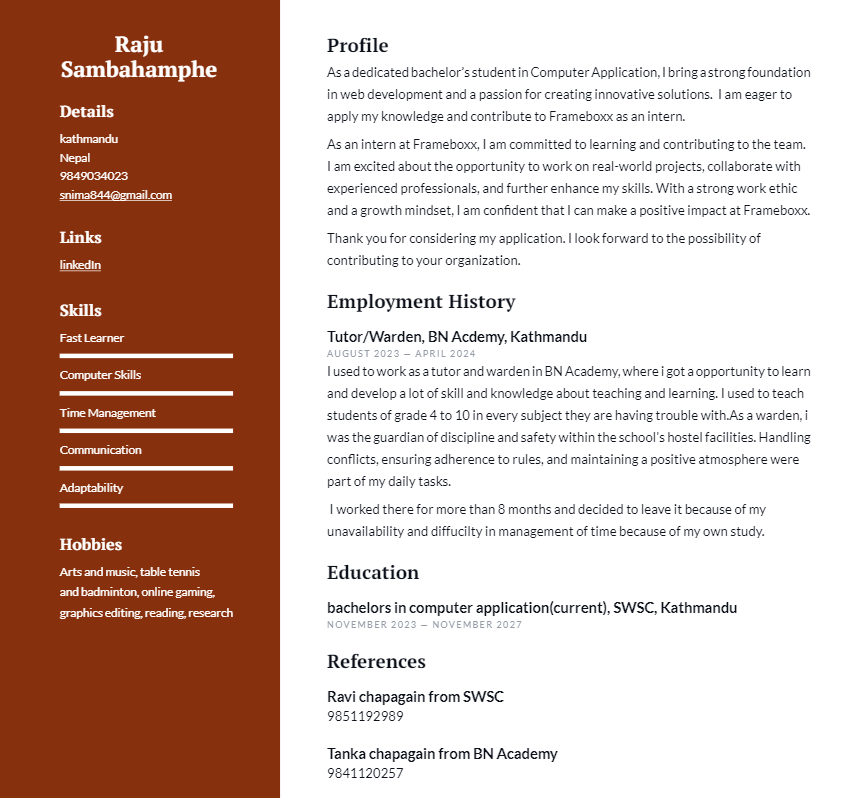 Raju
Sambahamphe
Details
kathmandu
Nepal
9849034023
snima844@gmail.com
Links
linkedIn
Skills
Fast Learner
Computer Skills
Time Management
Communication
Adaptability
Hobbies
Arts and music, table tennis
and badminton, online gaming,
graphics editing, reading, research
Profile
As a dedicated bachelor's student in Computer Application, I bring a strong foundation
in web development and a passion for creating innovative solutions. I am eager to
apply my knowledge and contribute to Frameboxx as an intern.
As an intern at Frameboxx, I am committed to learning and contributing to the team.
I am excited about the opportunity to work on real-world projects, collaborate with
experienced professionals, and further enhance my skills. With a strong work ethic
and a growth mindset, I am confident that I can make a positive impact at Frameboxx.
Thank you for considering my application. I look forward to the possibility of
contributing to your organization.
Employment History
Tutor/Warden, BN Acdemy, Kathmandu
AUGUST 2023 — APRIL 2024
I used to work as a tutor and warden in BN Academy, where i got a opportunity to learn
and develop a lot of skill and knowledge about teaching and learning. I used to teach
students of grade 4 to 10 in every subject they are having trouble with.As a warden, i
was the guardian of discipline and safety within the school's hostel facilities. Handling
conflicts, ensuring adherence to rules, and maintaining a positive atmosphere were
part of my daily tasks.
I worked there for more than 8 months and decided to leave it because of my
unavailability and diffucilty in management of time because of my own study.
Education
bachelors in computer application(current), SWSC, Kathmandu
NOVEMBER 2023 — NOVEMBER 2027
References
Ravi chapagain from SWSC
9851192989
Tanka chapagain from BN Academy
9841120257